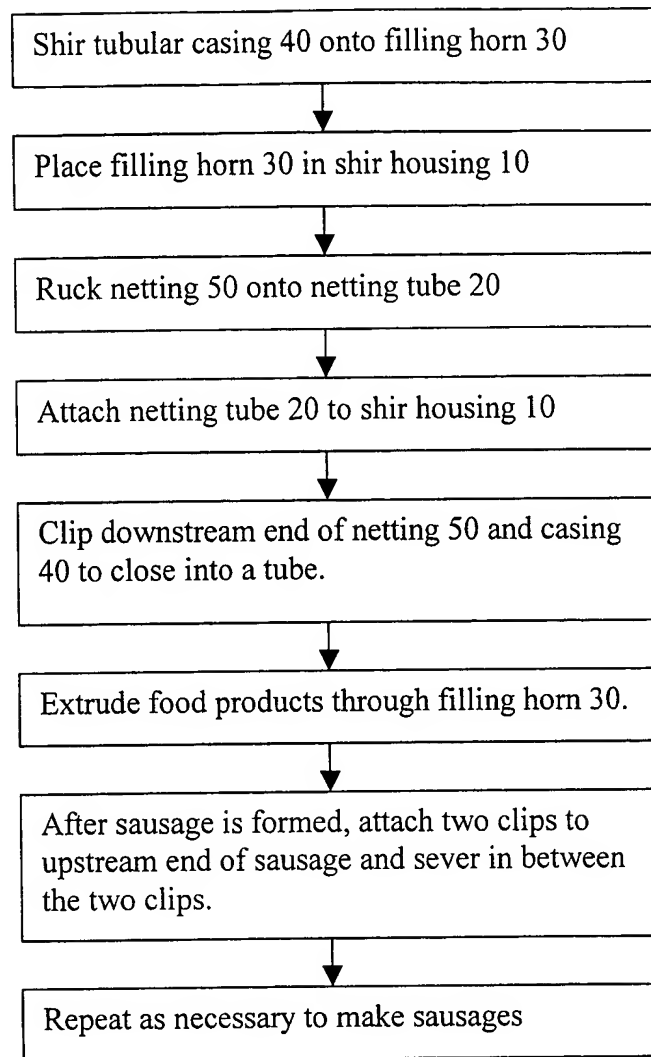 Shir tubular casing 40 onto filling horn 30
Place filling horn 30 in shir housing 10
Ruck netting 50 onto netting tube 20
Attach netting tube 20 to shir housing 10
Clip downstream end of netting 50 and casing
40 to close into a tube.
Extrude food products through filling horn 30.
After sausage is formed, attach two clips to
upstream end of sausage and sever in between
the two clips.
Repeat as necessary to make sausages